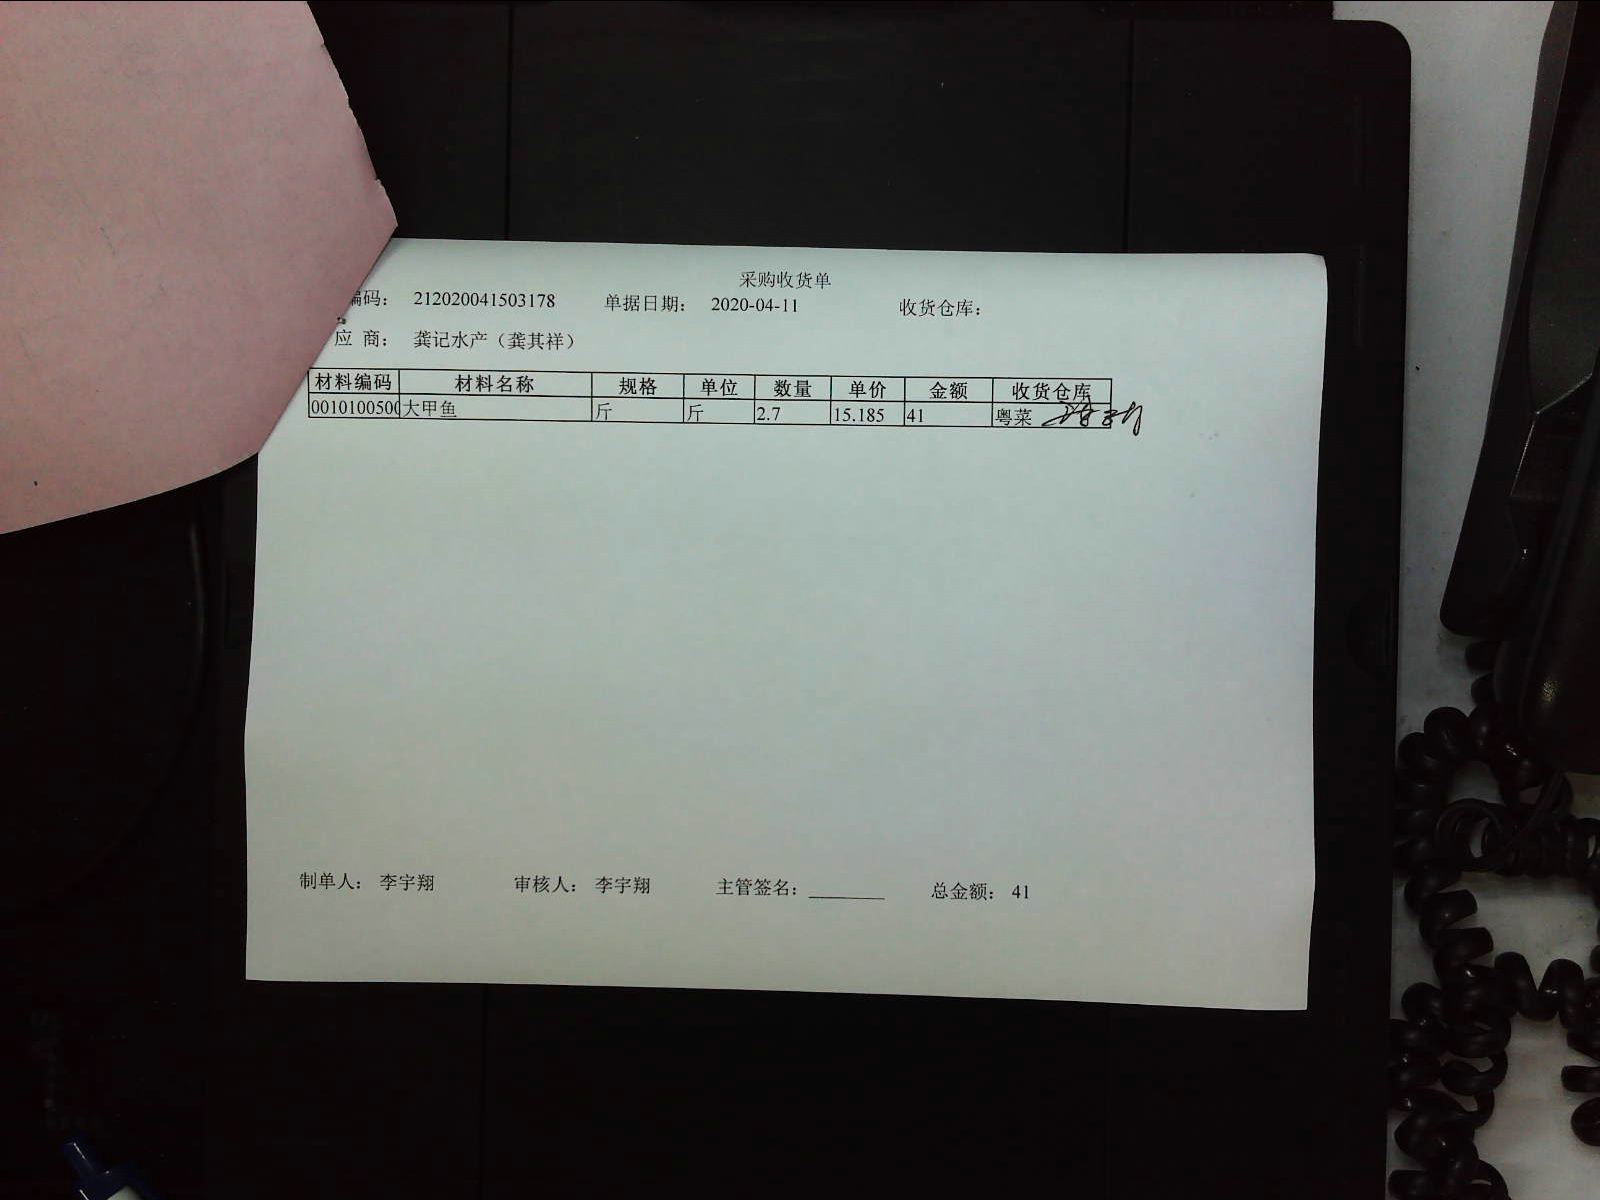 采购收货单
编码： 212020041503178 单据日期： 2020-04-11 收货仓库：
应 商： 龚记水产（龚其祥）
材料编码 材料名称 规格 单位 数量 单价 金额 收货仓库
0010100500 大甲鱼 斤 斤 2.7 15.185 41 粤菜
制单人： 李宇翔 审核人： 李宇翔 主管签名： 总金额： 41